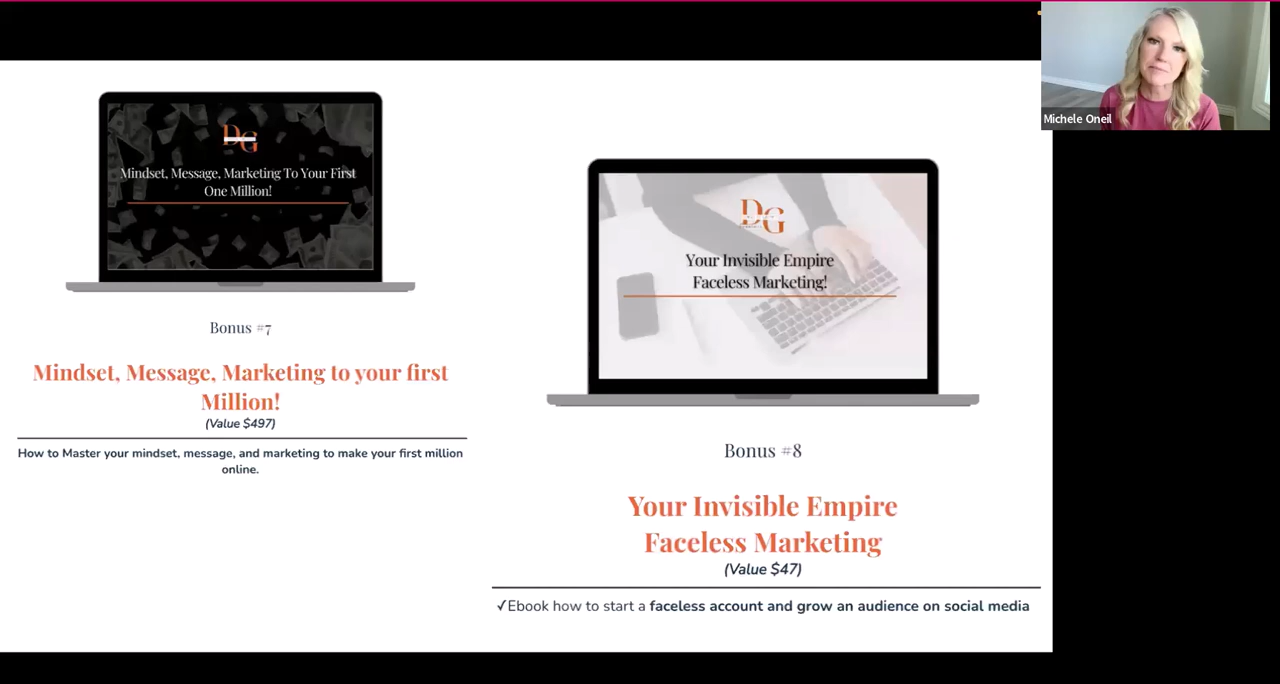 Michele Oneil
DG
Mindset, Message, Marketing To Your First
One Million!
Bonus #7
Mindset, Message, Marketing to your first
Million!
(Value $497)
How to Master your mindset, message, and marketing to make your first million
online.
DG
Your Invisible Empire
Faceless Marketing!
Bonus #8
Your Invisible Empire
Faceless Marketing
(Value $47)
✓Ebook how to start a faceless account and grow an audience on social media